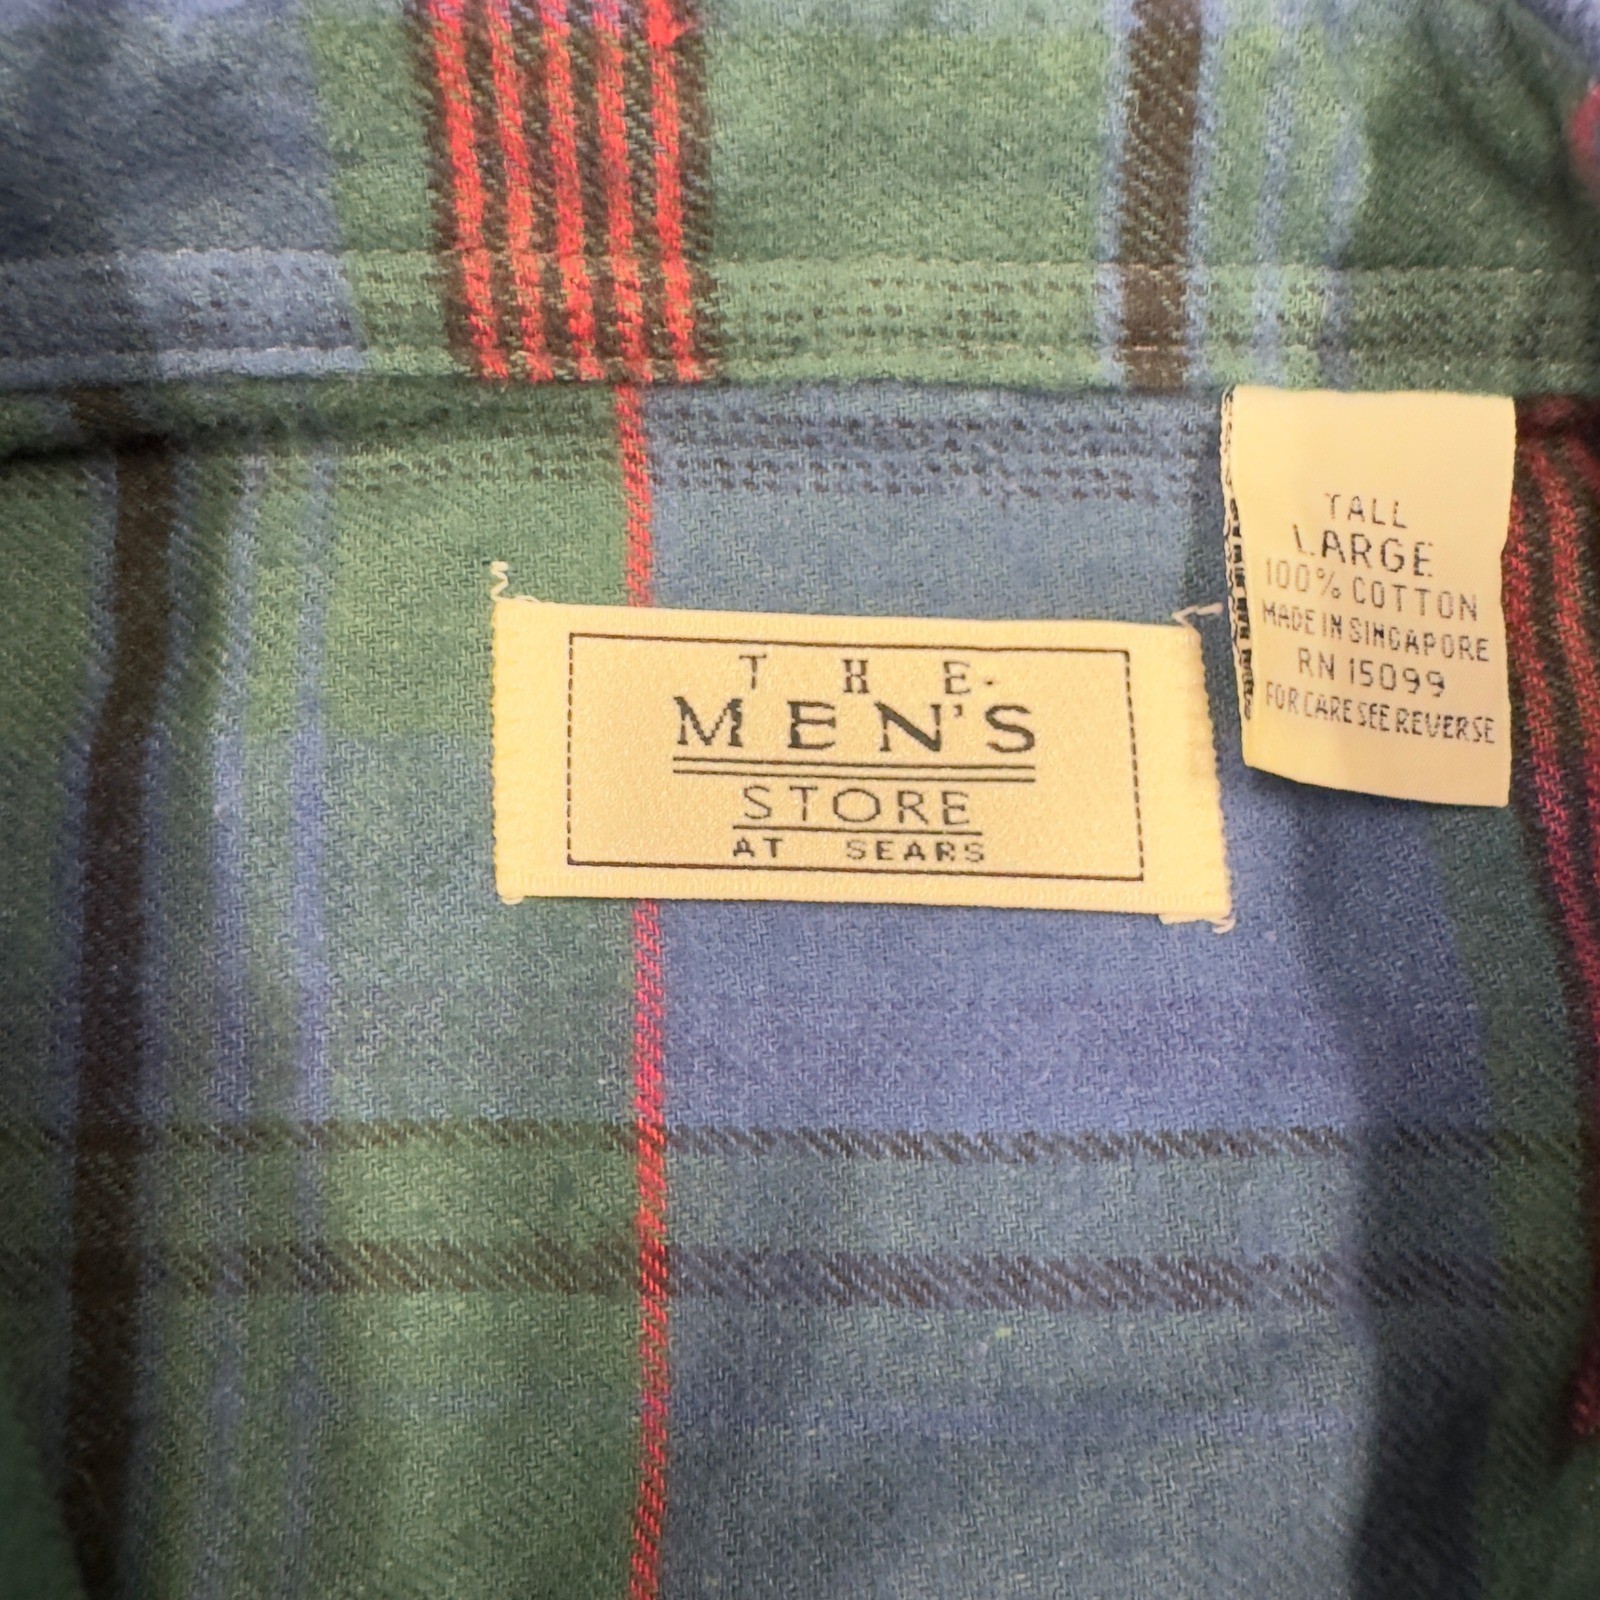 THE
MEN'S
STORE
AT SEARS
TALL
LARGE
100% COTTON
MADE IN SINGAPORE
RN 15099
FOR CARE SEE REVERSE